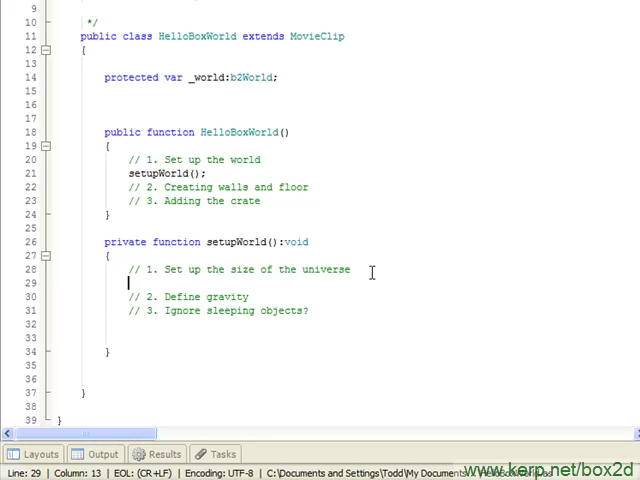 9
10 */
11 public class HelloBoxWorld extends MovieClip
12 {
13
14 protected var _world:b2World;
15
16
17
18 public function HelloBoxWorld()
19 {
20 // 1. Set up the world
21 setupWorld();
22 // 2. Creating walls and floor
23 // 3. Adding the crate
24 }
25
26 private function setupWorld():void
27 {
28 // 1. Set up the size of the universe
29
30 // 2. Define gravity
31 // 3. Ignore sleeping objects?
32
33
34 }
35
36
37 }
38
39 }
Layouts Output Results Tasks
www.kerp.net/box2d
Line: 29 Column: 13 EOL: (CR+LF) Encoding: UTF-8 C:\Documents and Settings\Todd\My Documents